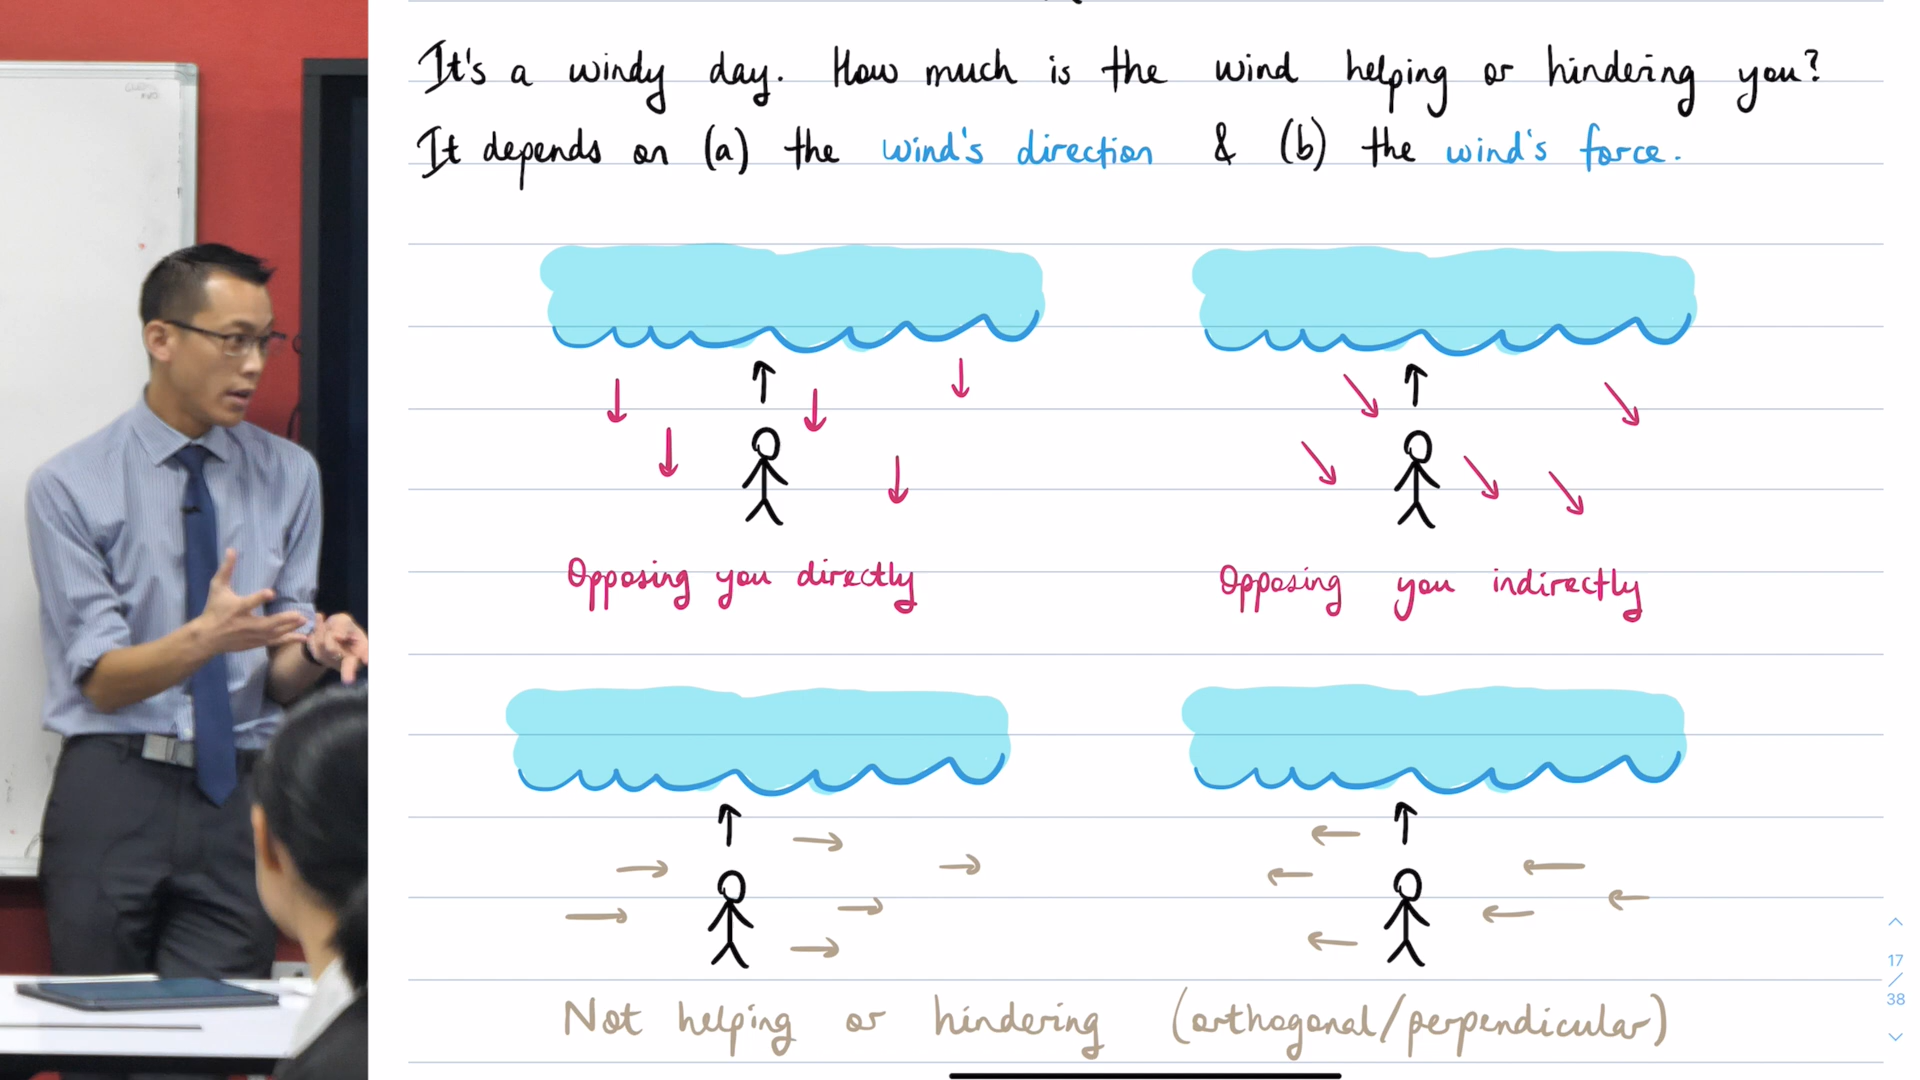 It's a windy day. How much is the wind helping or hindering you?
It depends on (a) the wind's direction & (b) the wind's force.
Opposing you directly
Opposing you indirectly
Not helping or hindering (orthogonal/perpendicular)
17
/
38